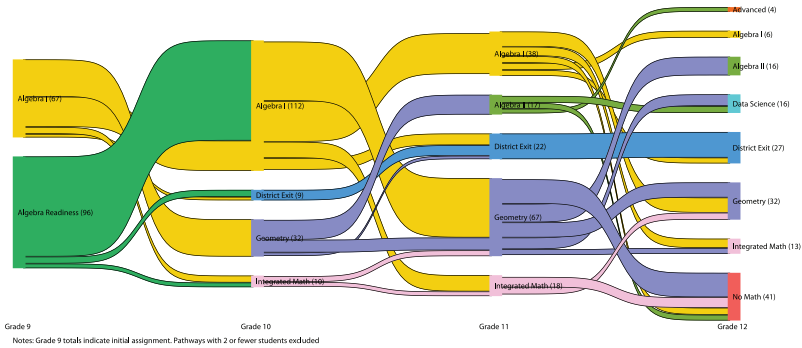 Advanced (4)
Algebra I (6)
Algebra I (38)
Algebra II (16)
Algebra I (67)
Algebra I (112)
Algebra II (17)
Data Science (16)
District Exit (22)
District Exit (27)
Algebra Readiness (96)
District Exit (9)
Geometry (32)
Geometry (67)
Geometry (32)
Integrated Math (10)
Integrated Math (18)
Integrated Math (13)
No Math (41)
Grade 9
Grade 10
Grade 11
Grade 12
Notes: Grade 9 totals indicate initial assignment. Pathways with 2 or fewer students excluded